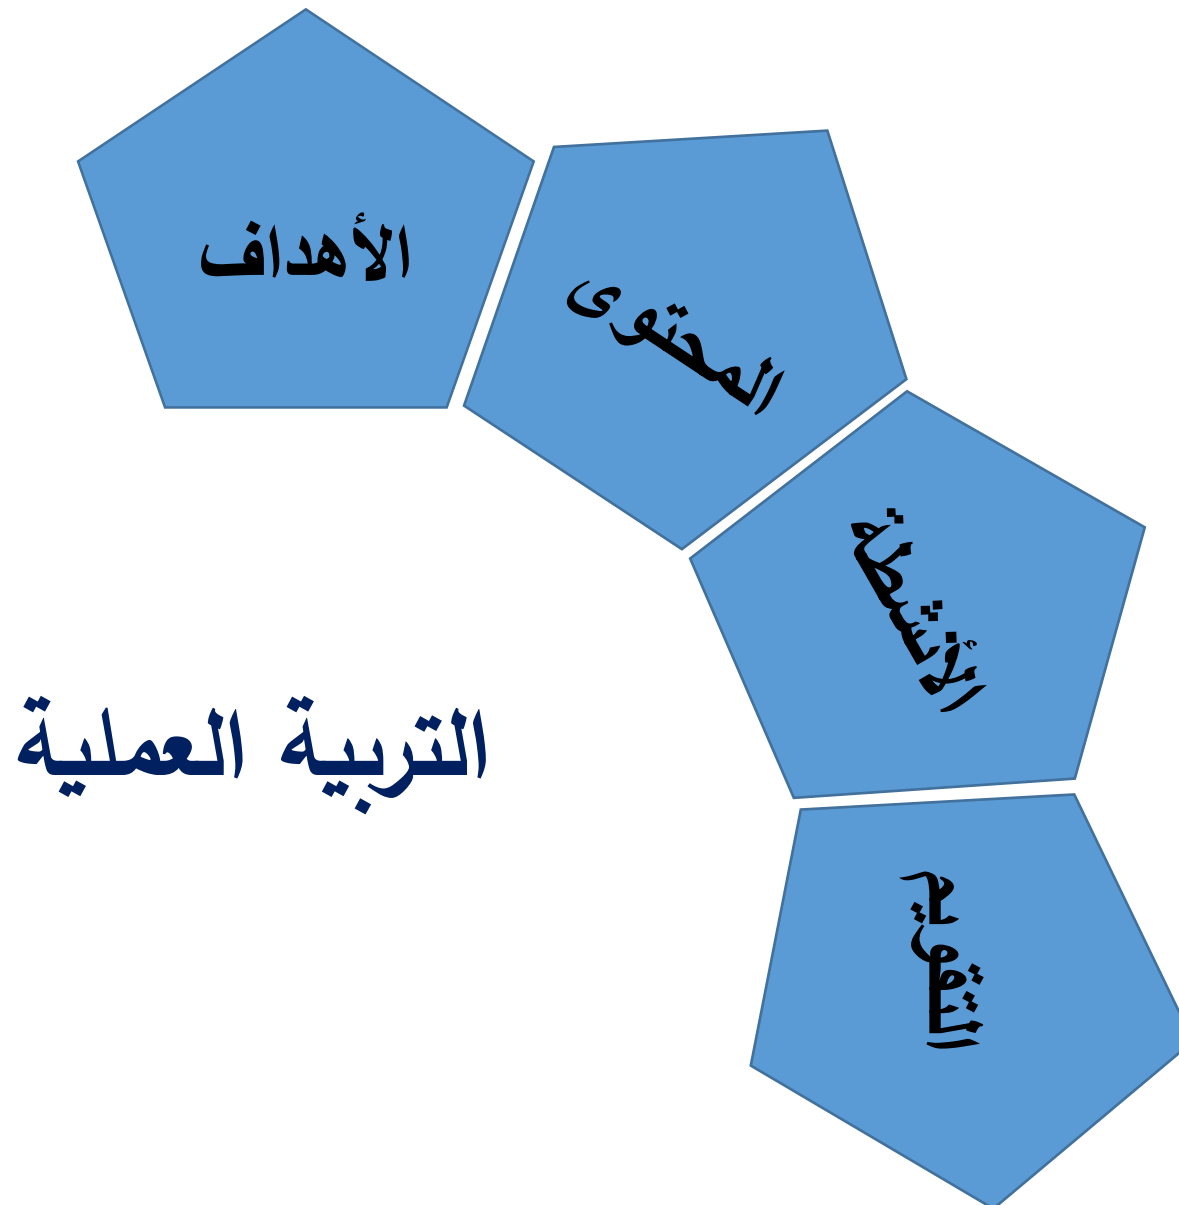 الأهداف
المحتوى
الأنشطة
التربية العملية
التقويم